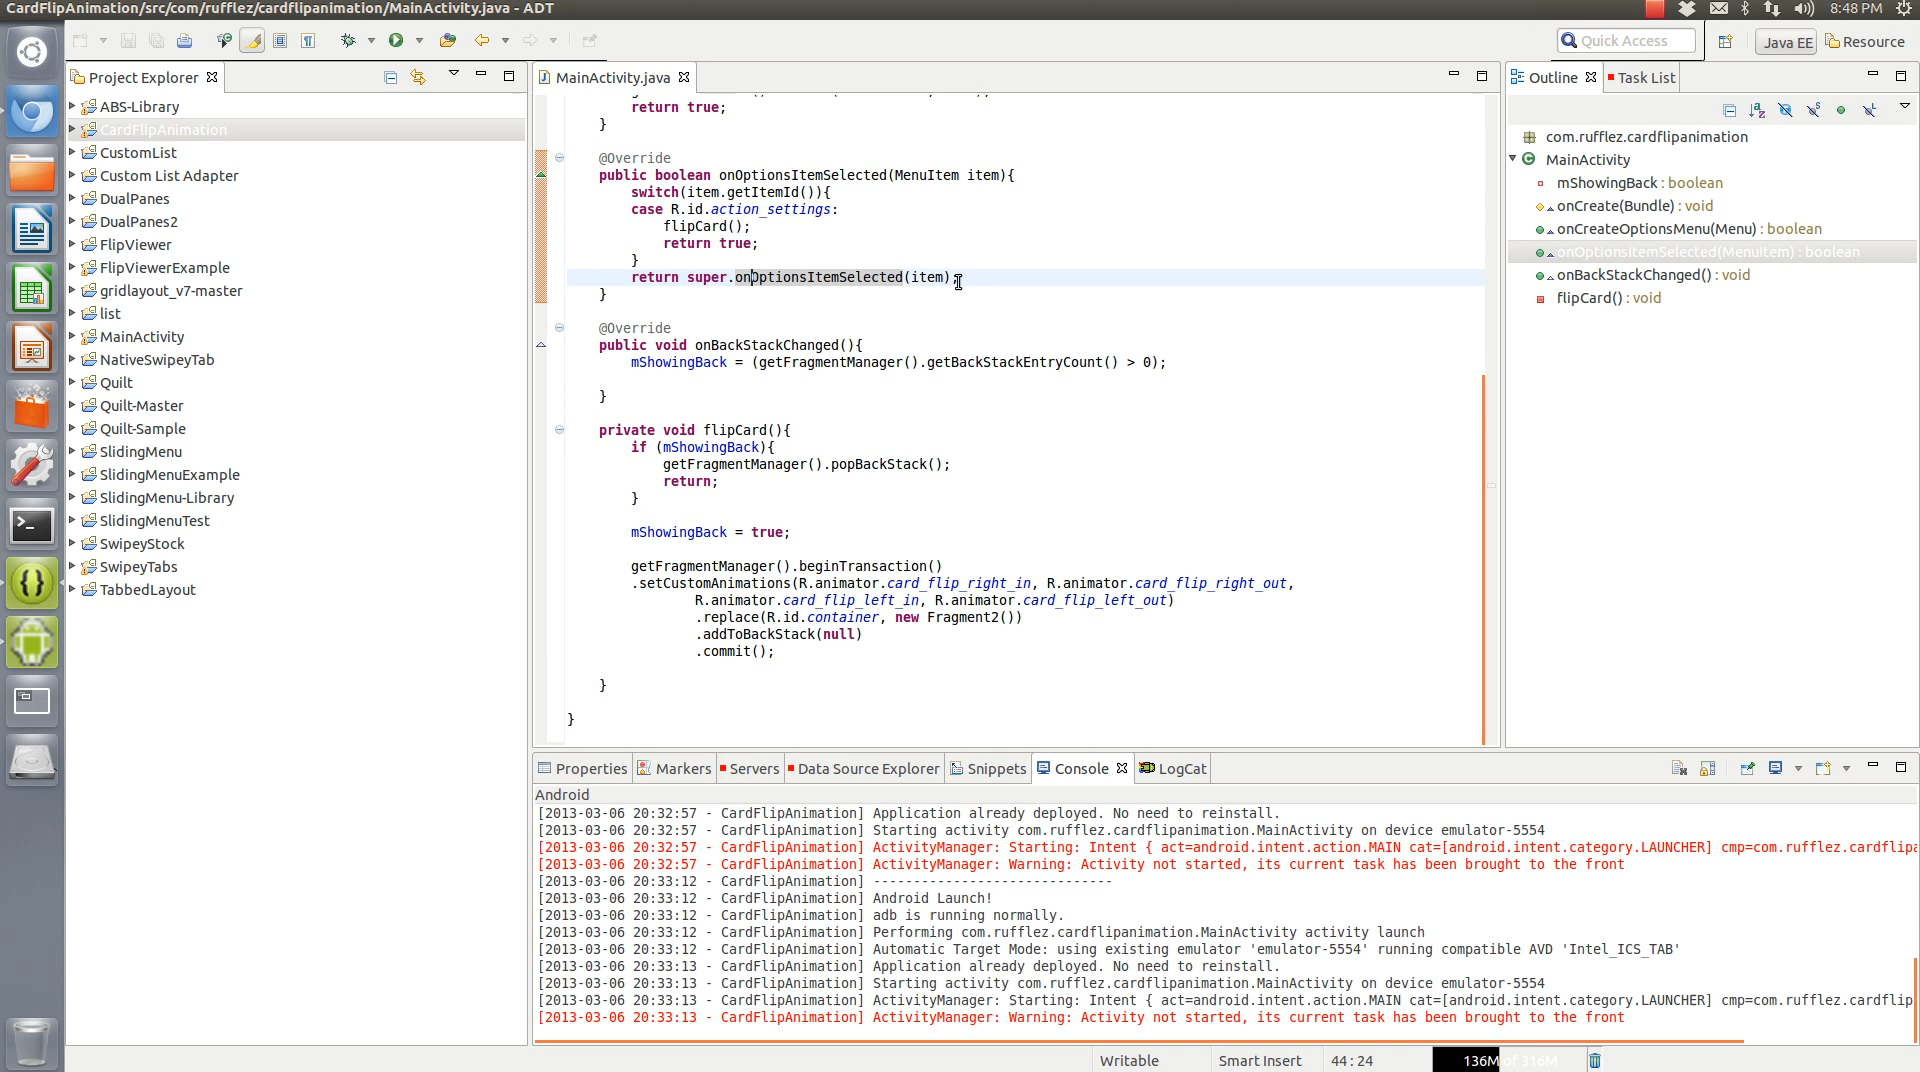 CardFlipAnimation/src/com/rufflez/cardflipanimation/MainActivity.java - ADT
8:48 PM
Quick Access
Java EE
Resource
Project Explorer
ABS-Library
CardFlipAnimation
CustomList
Custom List Adapter
DualPanes
DualPanes2
FlipViewer
FlipViewerExample
gridlayout_v7-master
list
MainActivity
NativeSwipeyTab
Quilt
Quilt-Master
Quilt-Sample
SlidingMenu
SlidingMenuExample
SlidingMenu-Library
SlidingMenuTest
SwipeyStock
SwipeyTabs
TabbedLayout
MainActivity.java
return true;
}
@Override
public boolean onOptionsItemSelected(MenuItem item){
switch(item.getItemId()){
case R.id.action_settings:
flipCard();
return true;
}
return super.onOptionsItemSelected(item);
}
@Override
public void onBackStackChanged(){
mShowingBack = (getFragmentManager().getBackStackEntryCount() > 0);
}
private void flipCard(){
if (mShowingBack){
getFragmentManager().popBackStack();
return;
}
mShowingBack = true;
getFragmentManager().beginTransaction()
.setCustomAnimations(R.animator.card_flip_right_in, R.animator.card_flip_right_out,
R.animator.card_flip_left_in, R.animator.card_flip_left_out)
.replace(R.id.container, new Fragment2())
.addToBackStack(null)
.commit();
}
}
Outline
Task List
com.rufflez.cardflipanimation
MainActivity
mShowingBack : boolean
onCreate(Bundle) : void
onCreateOptionsMenu(Menu) : boolean
onOptionsItemSelected(MenuItem) : boolean
onBackStackChanged() : void
flipCard() : void
Properties
Markers
Servers
Data Source Explorer
Snippets
Console
LogCat
Android
[2013-03-06 20:32:57 - CardFlipAnimation] Application already deployed. No need to reinstall.
[2013-03-06 20:32:57 - CardFlipAnimation] Starting activity com.rufflez.cardflipanimation.MainActivity on device emulator-5554
[2013-03-06 20:32:57 - CardFlipAnimation] ActivityManager: Starting: Intent { act=android.intent.action.MAIN cat=[android.intent.category.LAUNCHER] cmp=com.rufflez.cardflipa
[2013-03-06 20:32:57 - CardFlipAnimation] ActivityManager: Warning: Activity not started, its current task has been brought to the front
[2013-03-06 20:33:12 - CardFlipAnimation] ------------------------------
[2013-03-06 20:33:12 - CardFlipAnimation] Android Launch!
[2013-03-06 20:33:12 - CardFlipAnimation] adb is running normally.
[2013-03-06 20:33:12 - CardFlipAnimation] Performing com.rufflez.cardflipanimation.MainActivity activity launch
[2013-03-06 20:33:12 - CardFlipAnimation] Automatic Target Mode: using existing emulator 'emulator-5554' running compatible AVD 'Intel_ICS_TAB'
[2013-03-06 20:33:13 - CardFlipAnimation] Application already deployed. No need to reinstall.
[2013-03-06 20:33:13 - CardFlipAnimation] Starting activity com.rufflez.cardflipanimation.MainActivity on device emulator-5554
[2013-03-06 20:33:13 - CardFlipAnimation] ActivityManager: Starting: Intent { act=android.intent.action.MAIN cat=[android.intent.category.LAUNCHER] cmp=com.rufflez.cardflip
[2013-03-06 20:33:13 - CardFlipAnimation] ActivityManager: Warning: Activity not started, its current task has been brought to the front
Writable
Smart Insert
44:24
136M of 316M